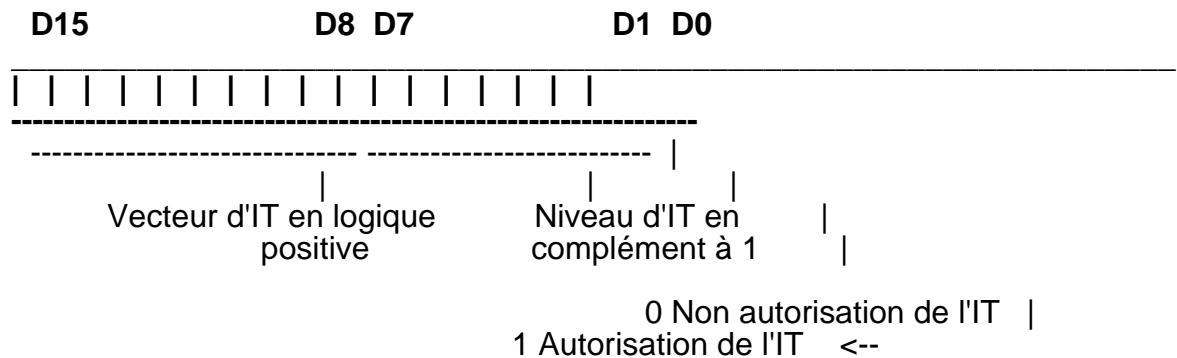 D15 D8 D7 D1 D0
________________________________________________________________
| | | | | | | | | | | | | | | | |
-----------------------------------------------------------------
------------------------------- --------------------------- |
| | |
Vecteur d'IT en logique Niveau d'IT en |
positive complément à 1 |
0 Non autorisation de l'IT |
1 Autorisation de l'IT <--